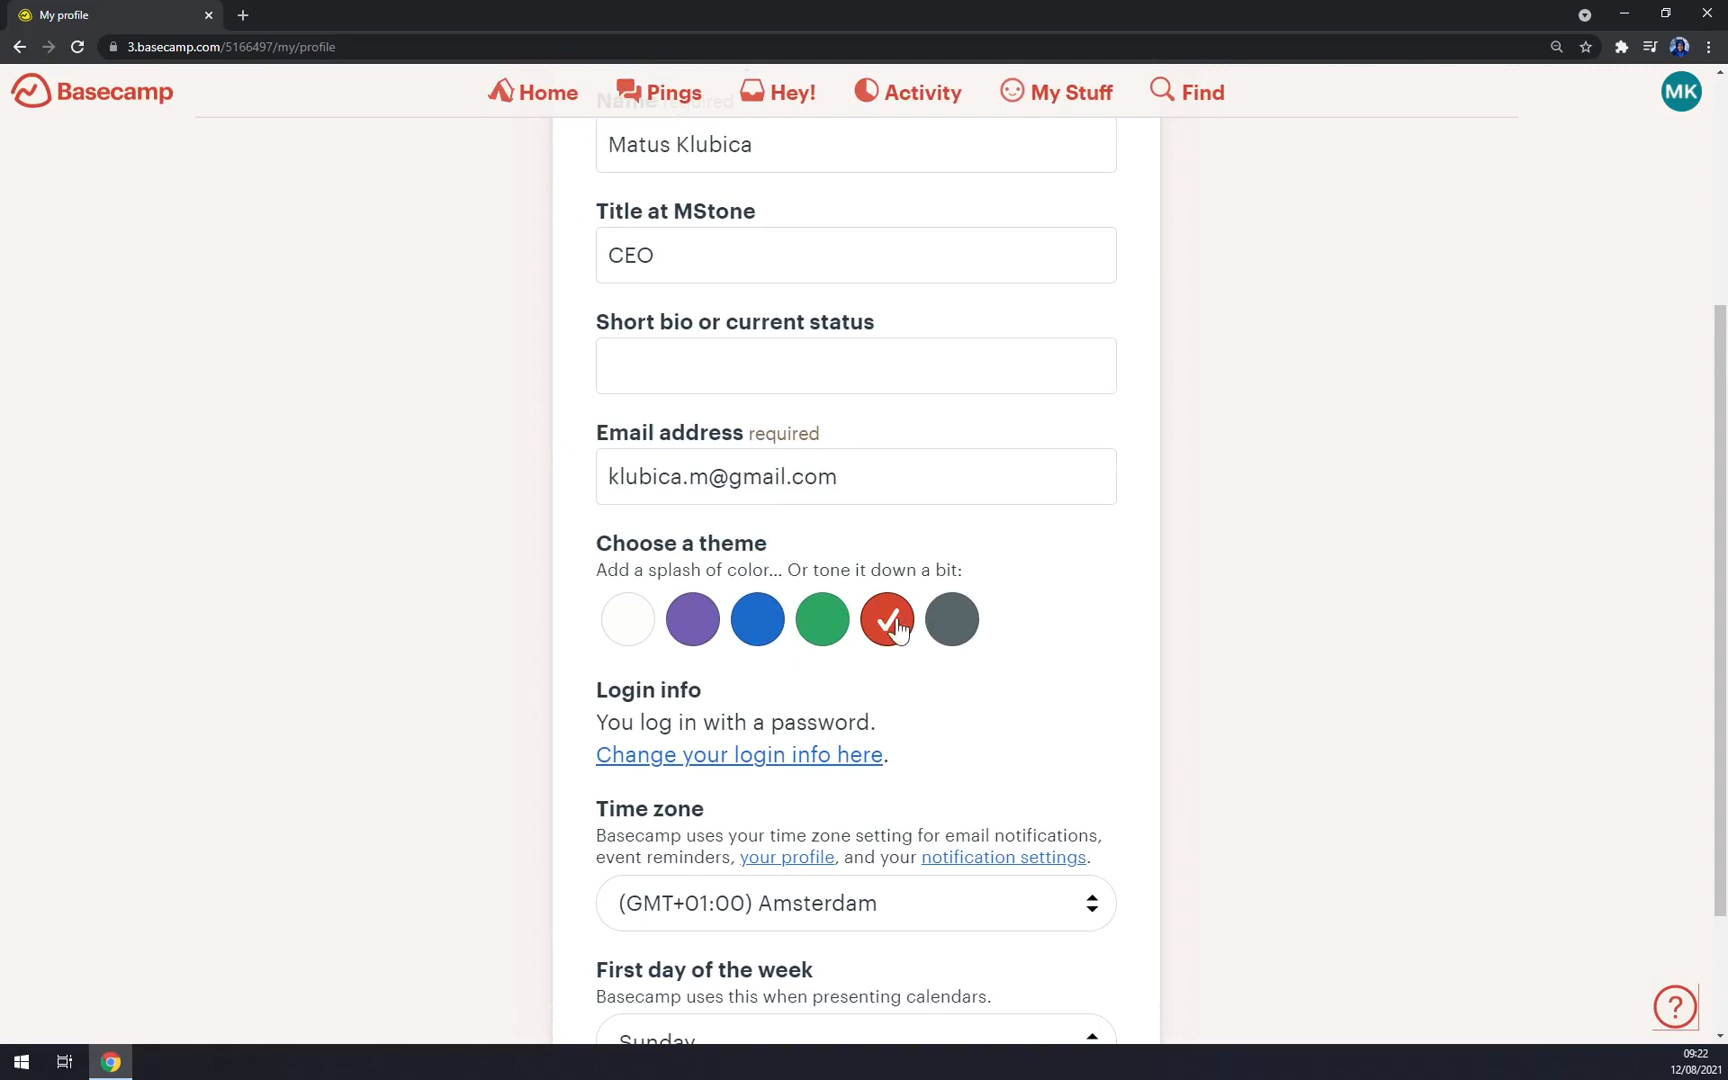 My profile
3.basecamp.com/5166497/my/profile
Basecamp
Home
Pings
Hey!
Activity
My Stuff
Find
MK
Name required
Matus Klubica
Title at MStone
CEO
Short bio or current status
Email address required
klubica.m@gmail.com
Choose a theme
Add a splash of color... Or tone it down a bit:
Login info
You log in with a password.
Change your login info here.
Time zone
Basecamp uses your time zone setting for email notifications,
event reminders, your profile, and your notification settings.
(GMT+01:00) Amsterdam
First day of the week
Basecamp uses this when presenting calendars.
Sunday
?
09:22
12/08/2021